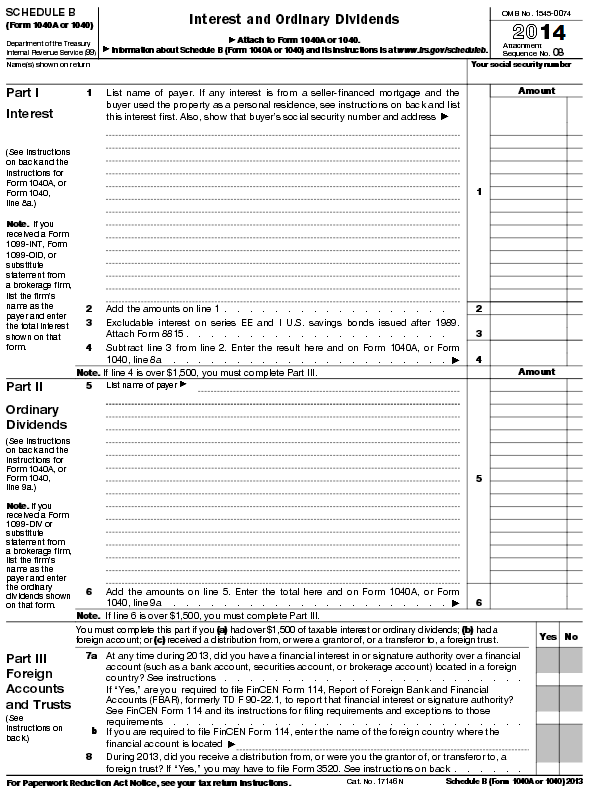 SCHEDULE B
(Form 1040A or 1040)
Department of the Treasury
Internal Revenue Service (99)
Interest and Ordinary Dividends
▶ Attach to Form 1040A or 1040.
▶ Information about Schedule B (Form 1040A or 1040) and its instructions is at www.irs.gov/scheduleb.
OMB No. 1545-0074
2014
Attachment
Sequence No. 08
Name(s) shown on return
Your social security number
Part I
Interest
(See instructions
on back and the
instructions for
Form 1040A, or
Form 1040,
line 8a.)
Note. If you
received a Form
1099-INT, Form
1099-OID, or
substitute
statement from
a brokerage firm,
list the firm's
name as the
payer and enter
the total interest
shown on that
form.
1 List name of payer. If any interest is from a seller-financed mortgage and the
buyer used the property as a personal residence, see instructions on back and list
this interest first. Also, show that buyer's social security number and address ▶
Amount
1
2 Add the amounts on line 1 . . . . . . . . . . . . . . . . . . 2
3 Excludable interest on series EE and I U.S. savings bonds issued after 1989.
Attach Form 8815 . . . . . . . . . . . . . . . . . . . . . 3
4 Subtract line 3 from line 2. Enter the result here and on Form 1040A, or Form
1040, line 8a . . . . . . . . . . . . . . . . . . . . . . ▶ 4
Note. If line 4 is over $1,500, you must complete Part III.
Amount
Part II
Ordinary
Dividends
(See instructions
on back and the
instructions for
Form 1040A, or
Form 1040,
line 9a.)
Note. If you
received a Form
1099-DIV or
substitute
statement from
a brokerage firm,
list the firm's
name as the
payer and enter
the ordinary
dividends shown
on that form.
5 List name of payer ▶
5
6 Add the amounts on line 5. Enter the total here and on Form 1040A, or Form
1040, line 9a . . . . . . . . . . . . . . . . . . . . . . ▶ 6
Note. If line 6 is over $1,500, you must complete Part III.
You must complete this part if you (a) had over $1,500 of taxable interest or ordinary dividends; (b) had a
foreign account; or (c) received a distribution from, or were a grantor of, or a transferor to, a foreign trust.
Yes No
Part III
Foreign
Accounts
and Trusts
(See
instructions on
back.)
7a At any time during 2013, did you have a financial interest in or signature authority over a financial
account (such as a bank account, securities account, or brokerage account) located in a foreign
country? See instructions . . . . . . . . . . . . . . . . . . . . . . .
If "Yes," are you required to file FinCEN Form 114, Report of Foreign Bank and Financial
Accounts (FBAR), formerly TD F 90-22.1, to report that financial interest or signature authority?
See FinCEN Form 114 and its instructions for filing requirements and exceptions to those
requirements . . . . . . . . . . . . . . . . . . . . . . . . . .
b If you are required to file FinCEN Form 114, enter the name of the foreign country where the
financial account is located ▶
8 During 2013, did you receive a distribution from, or were you the grantor of, or transferor to, a
foreign trust? If "Yes," you may have to file Form 3520. See instructions on back . . . . . .
For Paperwork Reduction Act Notice, see your tax return instructions.
Cat. No. 17146N
Schedule B (Form 1040A or 1040) 2013